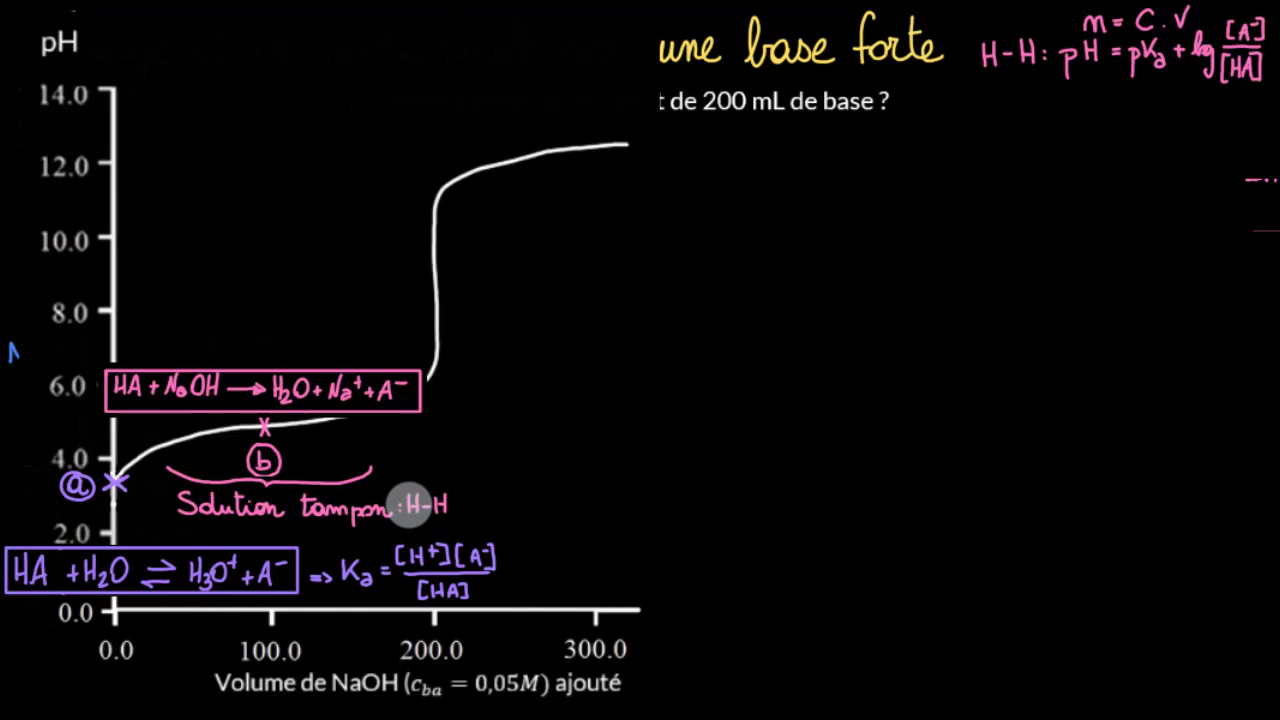 pH
une base forte
m = C . V
H-H: pH = pKa + log [A⁻]/[HA]
t de 200 mL de base ?
14.0
12.0
10.0
8.0
6.0
4.0
2.0
0.0
HA + NaOH ⟶ H₂O + Na⁺ + A⁻
a
b
Solution tampon : H-H
HA + H₂O ⇌ H₃O⁺ + A⁻ => Ka = [H⁺][A⁻]/[HA]
0.0 100.0 200.0 300.0
Volume de NaOH (c_ba = 0,05M) ajouté